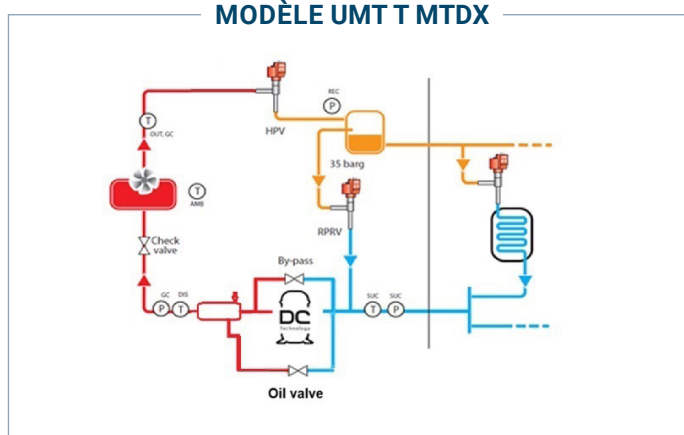 MODÈLE UMT T MTDX
REC
P
HPV
T
OUT, GC
35 barg
T
AMB
RPRV
Check
valve
By-pass
GC
DIS
P
T
DC
Technology
SUC
SUC
T
P
Oil valve